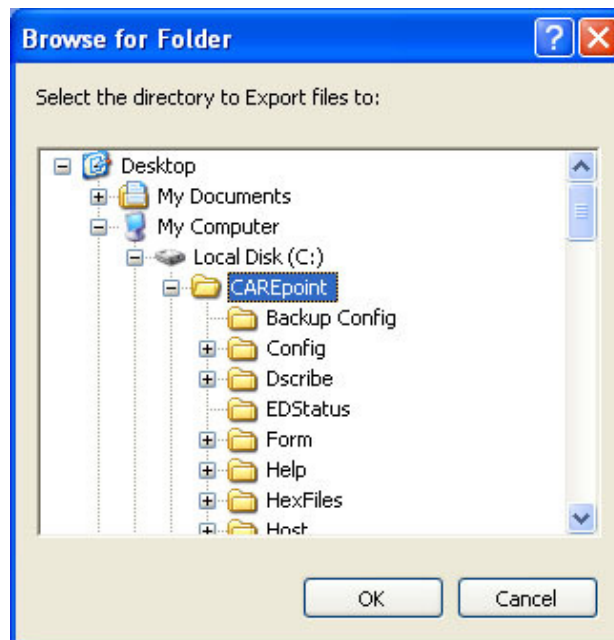 Browse for Folder
Select the directory to Export files to:
Desktop
My Documents
My Computer
Local Disk (C:)
CAREpoint
Backup Config
Config
Dscribe
EDStatus
Form
Help
HexFiles
Host
OK Cancel